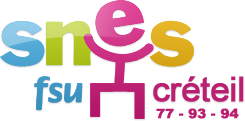 snes
fsu créteil
77 - 93 - 94